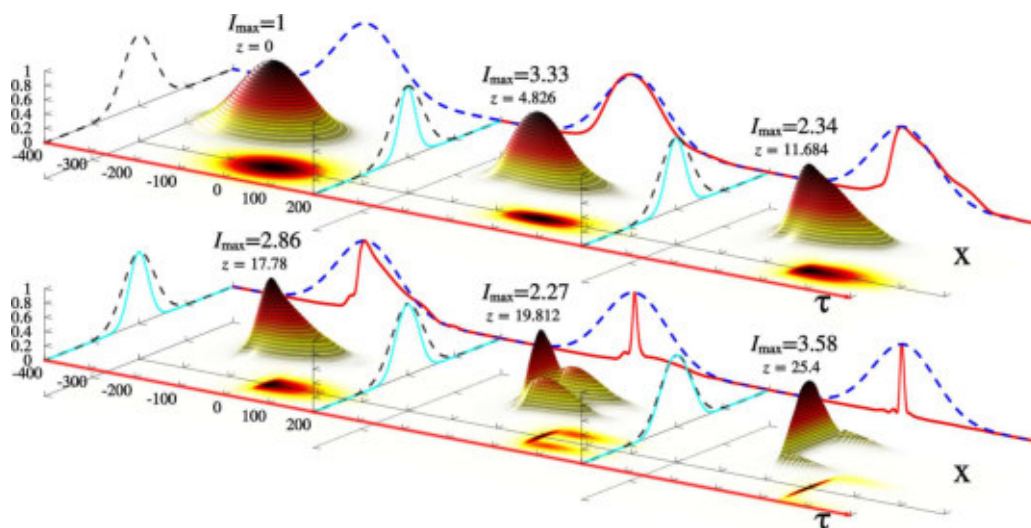 I_max=1
z = 0
I_max=3.33
z = 4.826
I_max=2.34
z = 11.684
1
0.8
0.6
0.4
0.2
0
-400
-300
-200
-100
0
100
200
X
τ
I_max=2.86
z = 17.78
I_max=2.27
z = 19.812
I_max=3.58
z = 25.4
1
0.8
0.6
0.4
0.2
0
-400
-300
-200
-100
0
100
200
X
τ